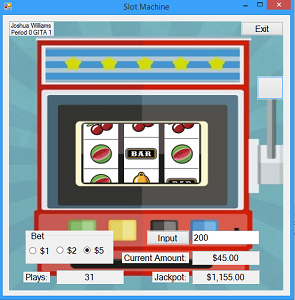 Slot Machine
Joshua Williams
Period 0 GITA 1
Exit
BAR
BAR
Bet
$1 $2 $5
Input 200
Current Amount: $45.00
Plays: 31
Jackpot: $1,155.00